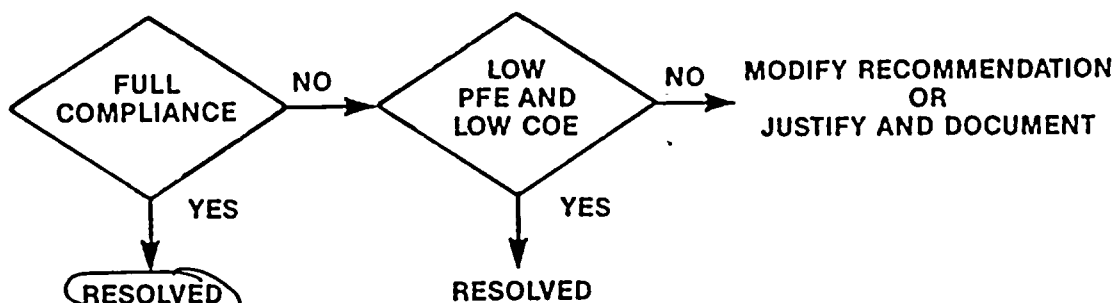 FULL
COMPLIANCE
NO
LOW
PFE AND
LOW COE
NO
MODIFY RECOMMENDATION
OR
JUSTIFY AND DOCUMENT
YES
YES
RESOLVED
RESOLVED